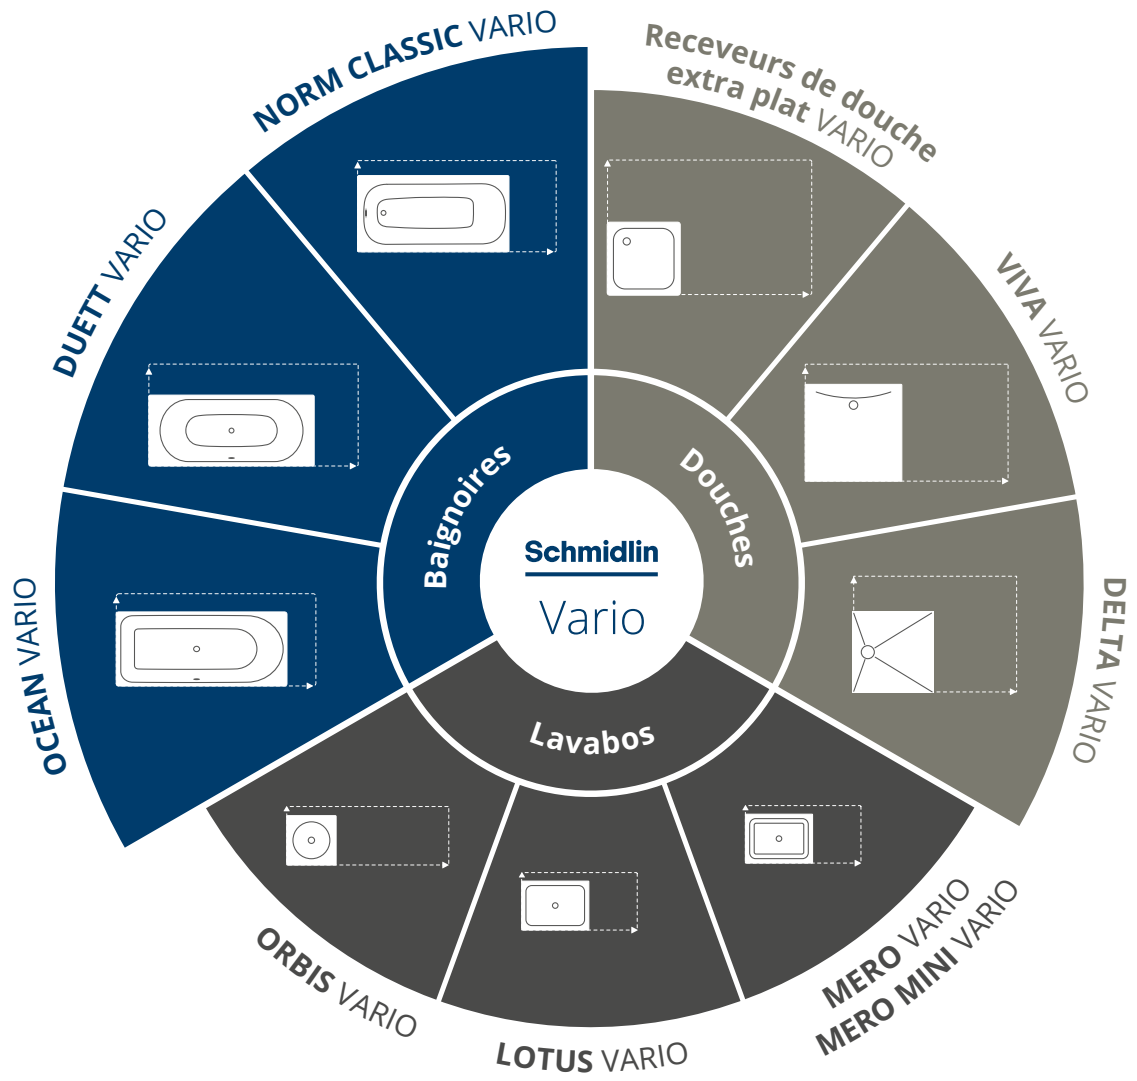 NORM CLASSIC VARIO
Receveurs de douche
extra plat VARIO
DUETT VARIO
VIVA VARIO
Baignoires
Douches
Schmidlin
Vario
OCEAN VARIO
DELTA VARIO
Lavabos
ORBIS VARIO
LOTUS VARIO
MERO VARIO
MERO MINI VARIO